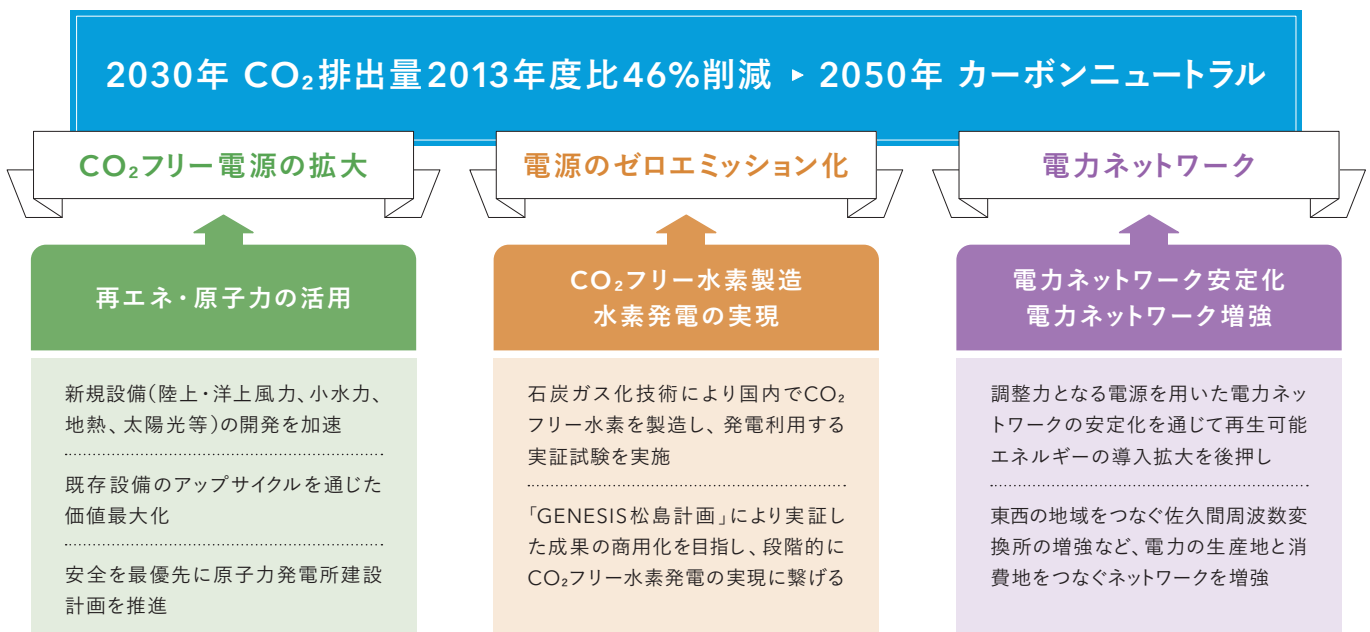 2030年 CO₂排出量2013年度比46%削減 ▸ 2050年 カーボンニュートラル
CO₂フリー電源の拡大
再エネ・原子力の活用
新規設備(陸上・洋上風力、小水力、
地熱、太陽光等)の開発を加速
既存設備のアップサイクルを通じた
価値最大化
安全を最優先に原子力発電所建設
計画を推進
電源のゼロエミッション化
CO₂フリー水素製造
水素発電の実現
石炭ガス化技術により国内でCO₂
フリー水素を製造し、発電利用する
実証試験を実施
「GENESIS松島計画」により実証し
た成果の商用化を目指し、段階的に
CO₂フリー水素発電の実現に繋げる
電力ネットワーク
電力ネットワーク安定化
電力ネットワーク増強
調整力となる電源を用いた電力ネッ
トワークの安定化を通じて再生可能
エネルギーの導入拡大を後押し
東西の地域をつなぐ佐久間周波数変
換所の増強など、電力の生産地と消
費地をつなぐネットワークを増強